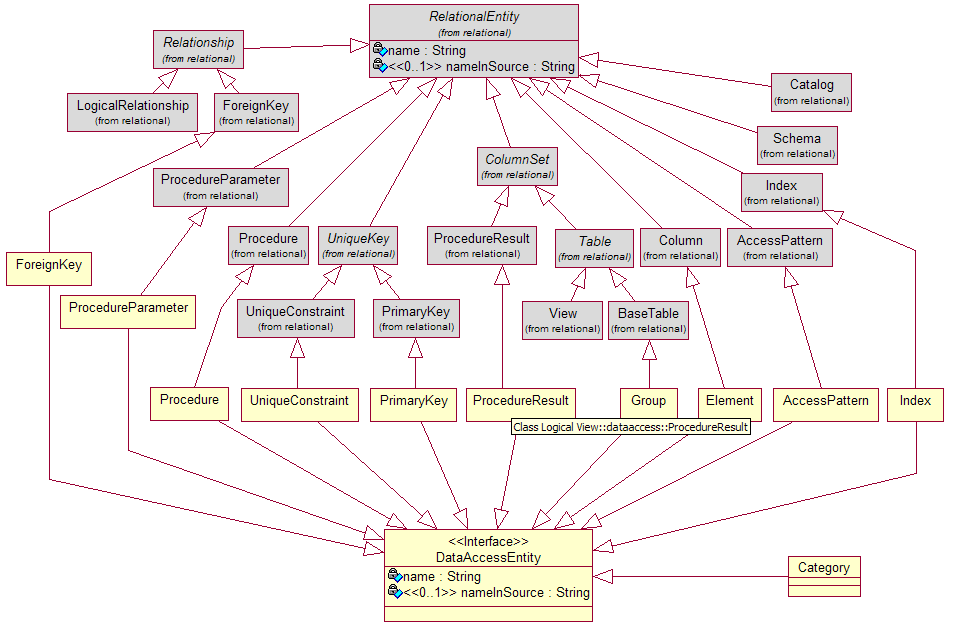 RelationalEntity
(from relational)
name : String
<<0..1>> nameInSource : String
Relationship
(from relational)
LogicalRelationship
(from relational)
ForeignKey
(from relational)
Catalog
(from relational)
Schema
(from relational)
ColumnSet
(from relational)
ProcedureParameter
(from relational)
Index
(from relational)
Procedure
(from relational)
UniqueKey
(from relational)
ProcedureResult
(from relational)
Table
(from relational)
Column
(from relational)
AccessPattern
(from relational)
ForeignKey
ProcedureParameter
UniqueConstraint
(from relational)
PrimaryKey
(from relational)
View
(from relational)
BaseTable
(from relational)
Procedure
UniqueConstraint
PrimaryKey
ProcedureResult
Group
Element
AccessPattern
Index
Class Logical View::dataaccess::ProcedureResult
<<Interface>>
DataAccessEntity
name : String
<<0..1>> nameInSource : String
Category